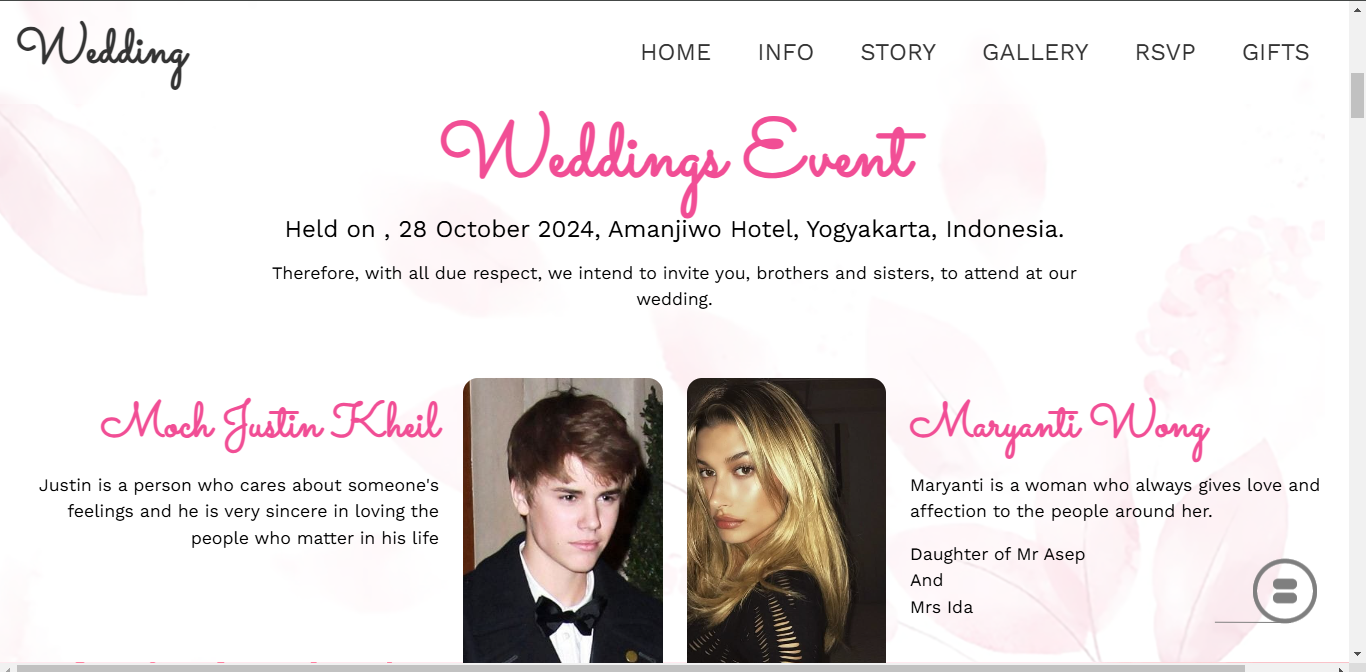 Wedding
HOME INFO STORY GALLERY RSVP GIFTS
Weddings Event
Held on , 28 October 2024, Amanjiwo Hotel, Yogyakarta, Indonesia.
Therefore, with all due respect, we intend to invite you, brothers and sisters, to attend at our
wedding.
Moch Justin Kheil
Justin is a person who cares about someone's
feelings and he is very sincere in loving the
people who matter in his life
Maryanti Wong
Maryanti is a woman who always gives love and
affection to the people around her.
Daughter of Mr Asep
And
Mrs Ida